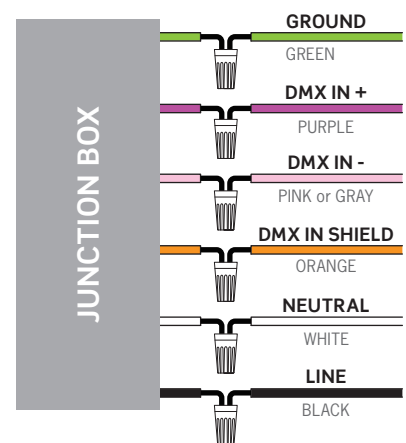 JUNCTION BOX
GROUND
GREEN
DMX IN +
PURPLE
DMX IN -
PINK or GRAY
DMX IN SHIELD
ORANGE
NEUTRAL
WHITE
LINE
BLACK